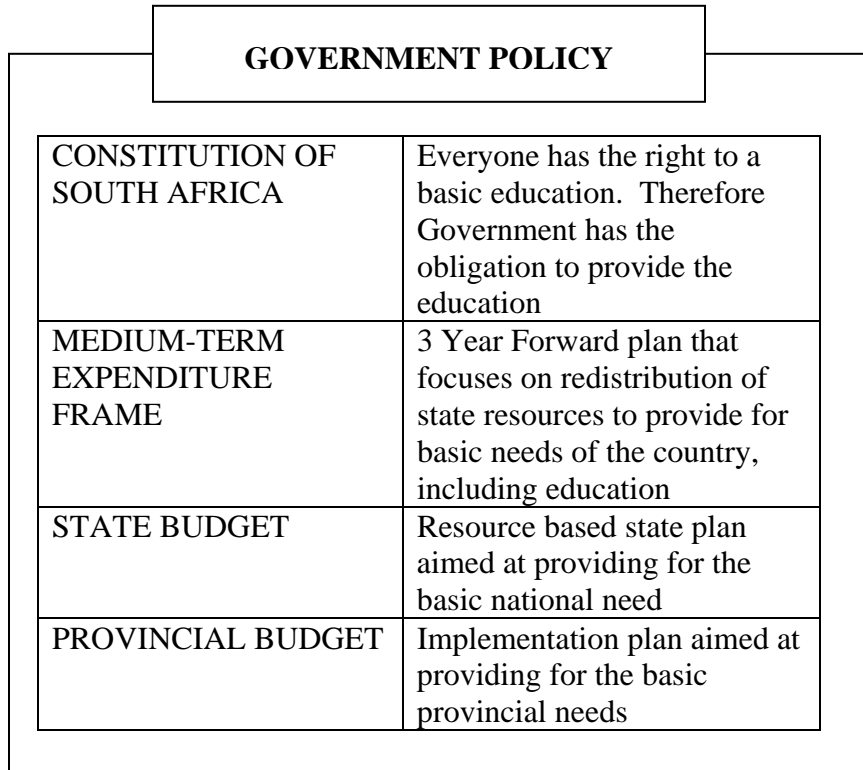 GOVERNMENT POLICY
CONSTITUTION OF
SOUTH AFRICA
Everyone has the right to a
basic education.  Therefore
Government has the
obligation to provide the
education
MEDIUM-TERM
EXPENDITURE
FRAME
3 Year Forward plan that
focuses on redistribution of
state resources to provide for
basic needs of the country,
including education
STATE BUDGET
Resource based state plan
aimed at providing for the
basic national need
PROVINCIAL BUDGET
Implementation plan aimed at
providing for the basic
provincial needs